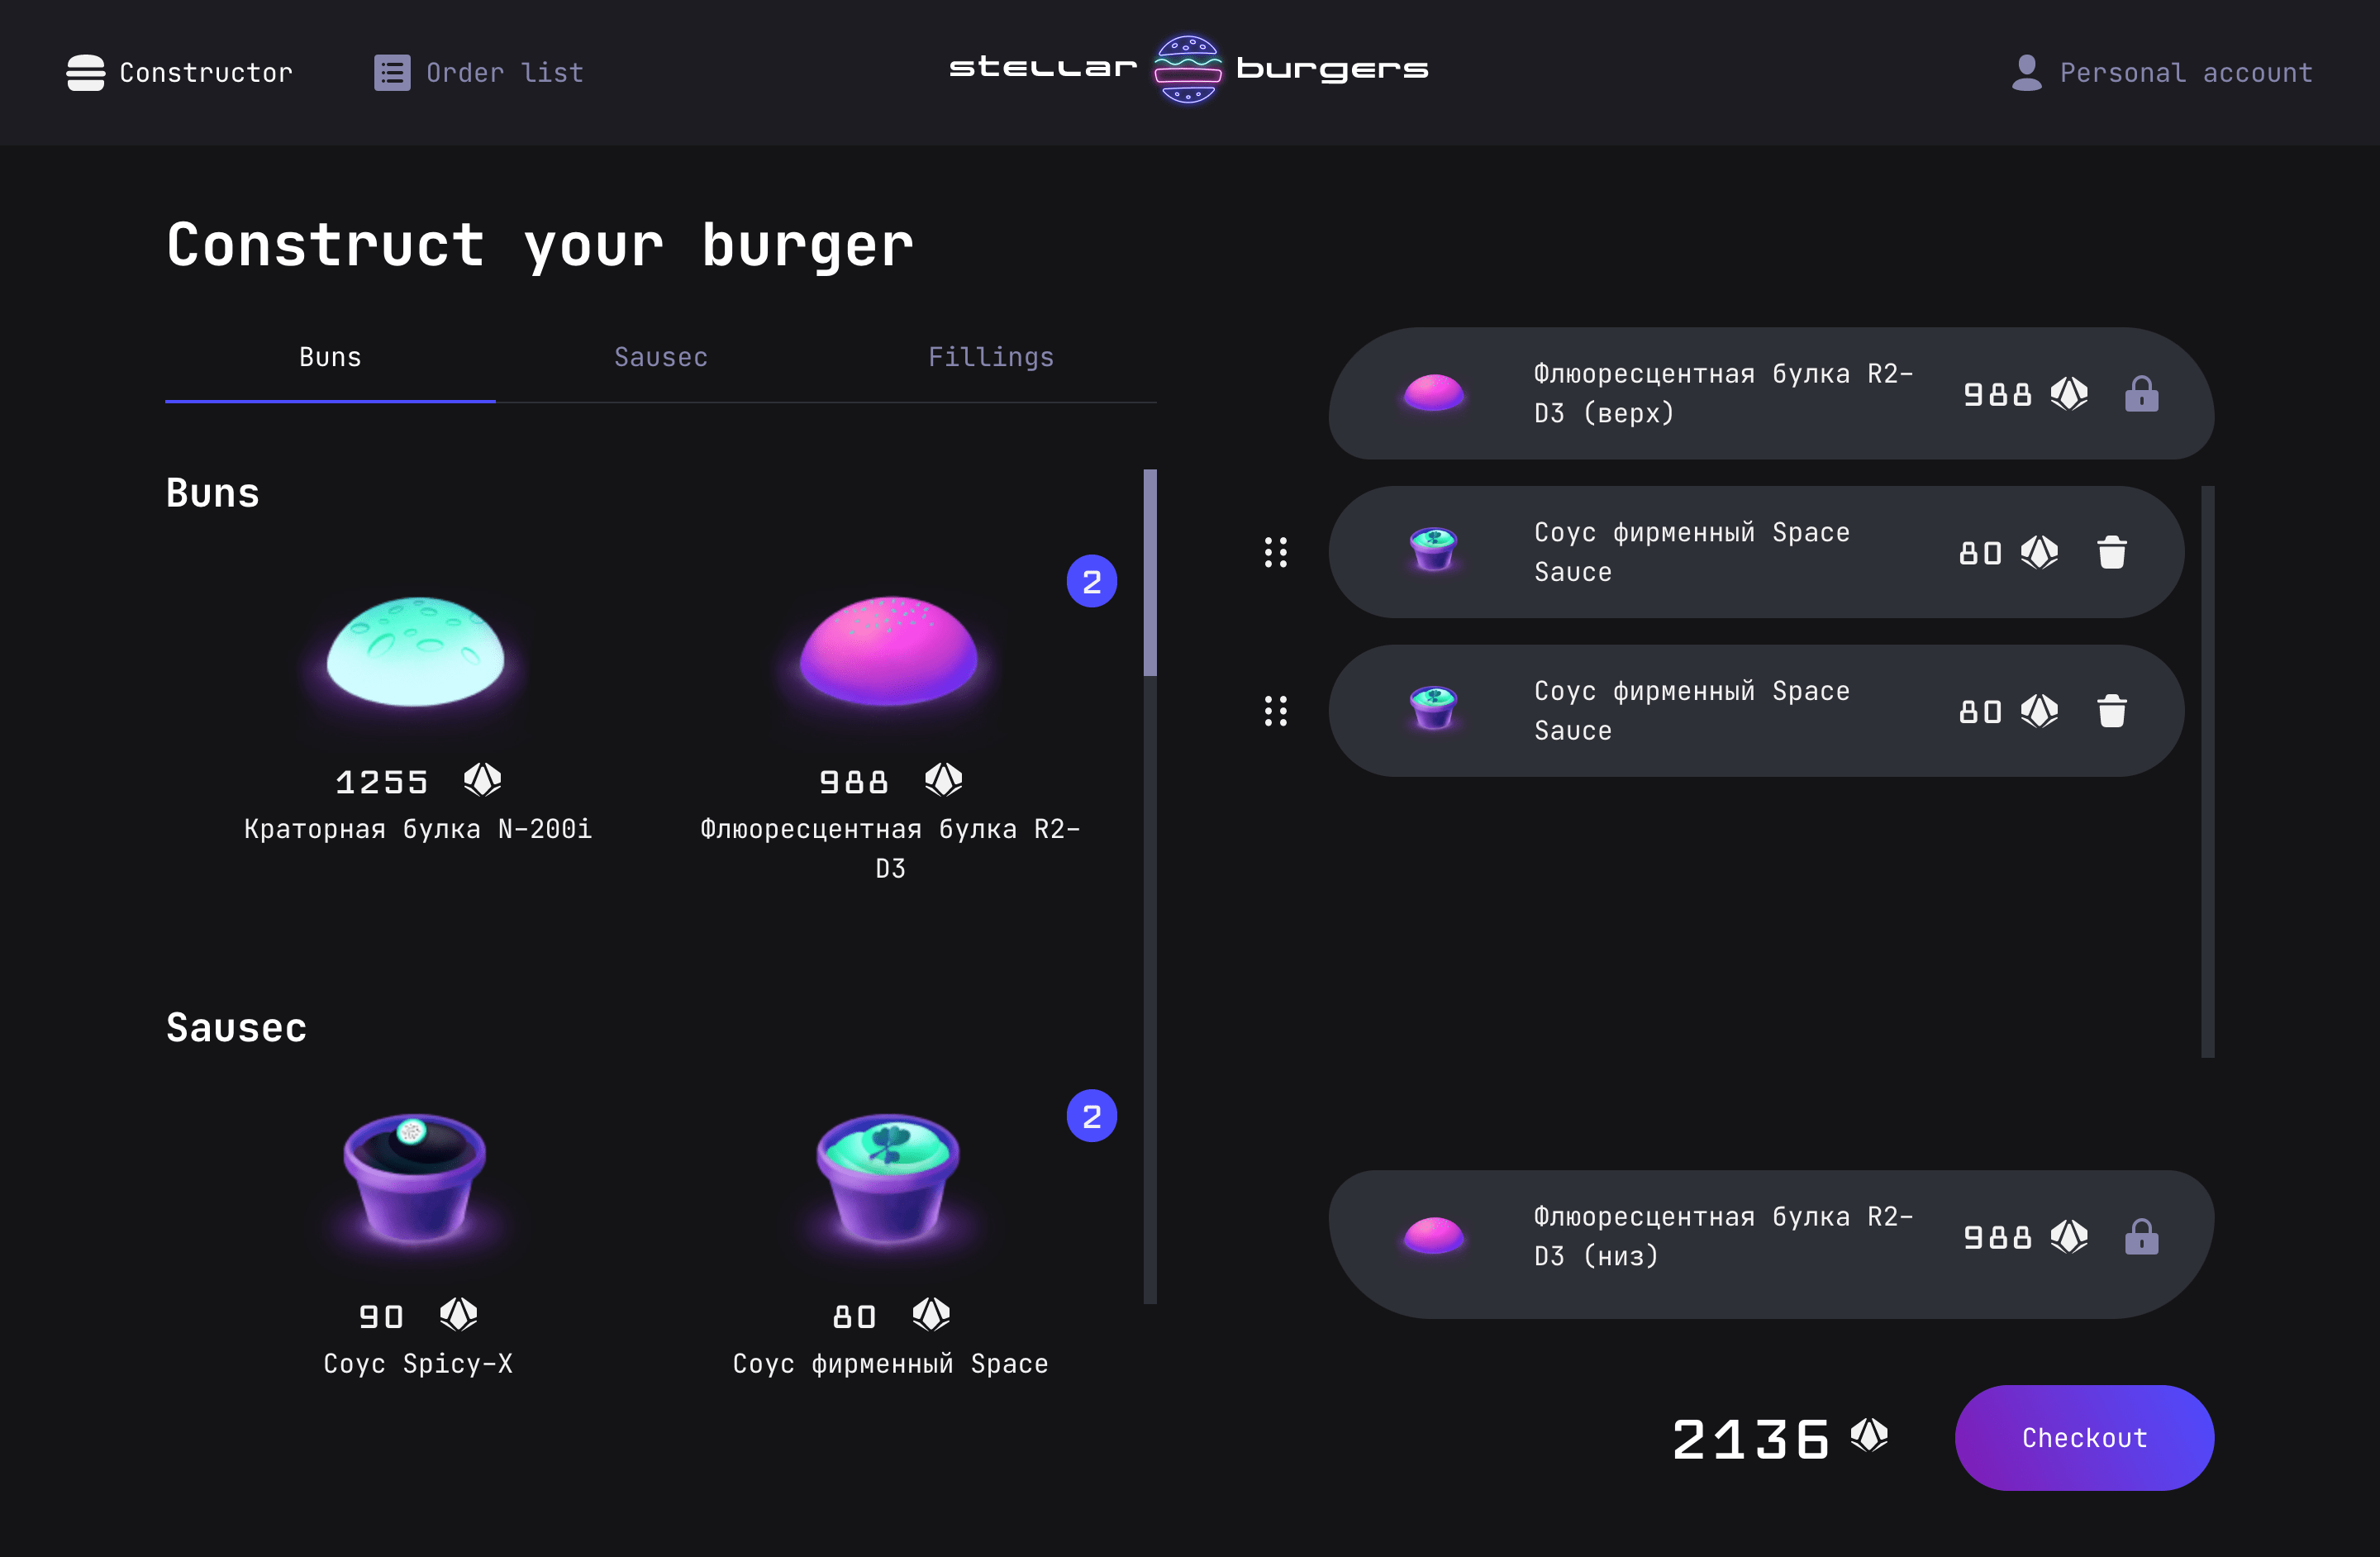 Constructor
Order list
stellar burgers
Personal account
Construct your burger
Buns
Sausec
Fillings
Buns
2
1255
Краторная булка N-200i
988
Флюоресцентная булка R2-
D3
Sausec
2
90
Соус Spicy-X
80
Соус фирменный Space
Флюоресцентная булка R2-
D3 (верх)
988
Соус фирменный Space
Sauce
80
Соус фирменный Space
Sauce
80
Флюоресцентная булка R2-
D3 (низ)
988
2136
Checkout